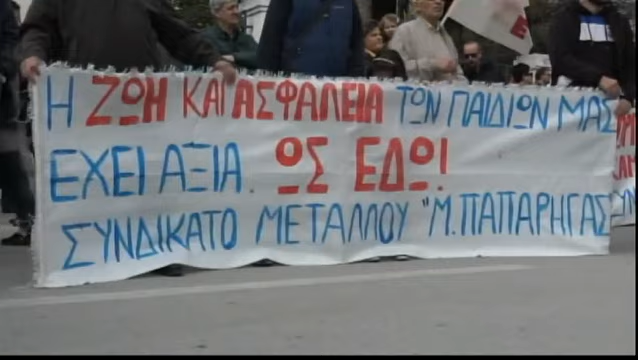 Η ΖΩΗ ΚΑΙ ΑΣΦΑΛΕΙΑ ΤΩΝ ΠΑΙΔΙΩΝ ΜΑΣ
ΕΧΕΙ ΑΞΙΑ. ΩΣ ΕΔΩ!
ΣΥΝΔΙΚΑΤΟ ΜΕΤΑΛΛΟΥ "Μ. ΠΑΠΑΡΗΓΑΣ